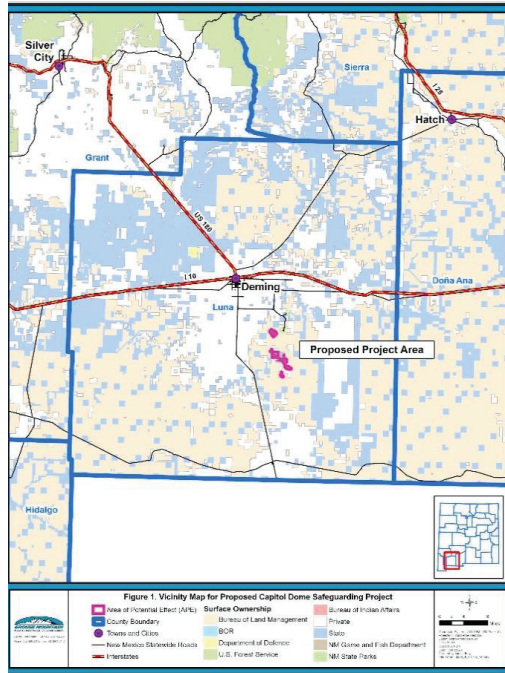 Silver
City
Sierra
I 25
Hatch
Grant
US 180
I 10
Deming
Doña Ana
Luna
Proposed Project Area
Hidalgo
Figure 1. Vicinity Map for Proposed Capitol Dome Safeguarding Project
Area of Potential Effect (APE)
County Boundary
Towns and Cities
New Mexico Statewide Roads
Interstates
Surface Ownership
Bureau of Land Management
BOR
Department of Defence
U.S. Forest Service
Bureau of Indian Affairs
Private
State
NM Game and Fish Department
NM State Parks
Miles